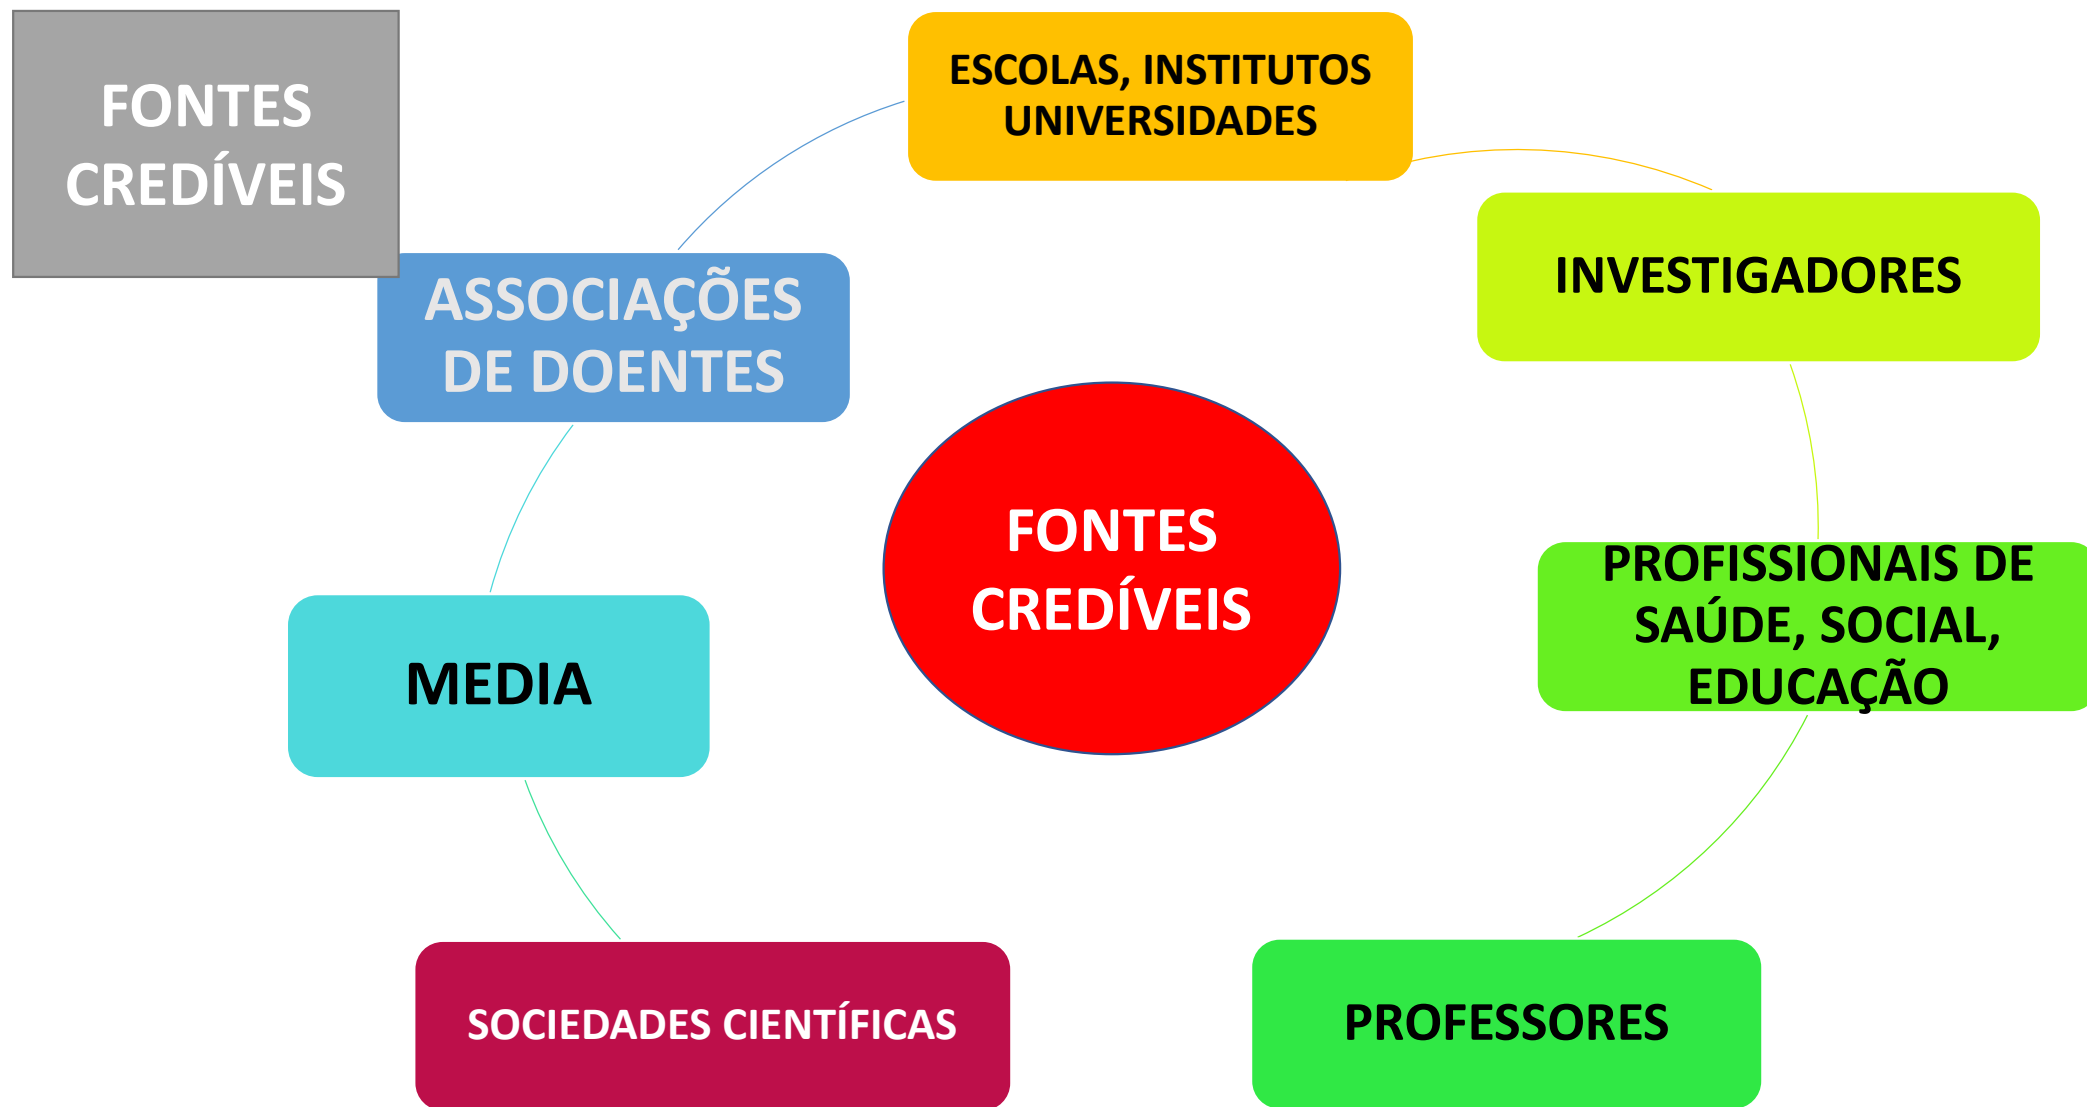 FONTES
CREDÍVEIS
ESCOLAS, INSTITUTOS
UNIVERSIDADES
INVESTIGADORES
PROFISSIONAIS DE
SAÚDE, SOCIAL,
EDUCAÇÃO
PROFESSORES
SOCIEDADES CIENTÍFICAS
MEDIA
ASSOCIAÇÕES
DE DOENTES
FONTES
CREDÍVEIS